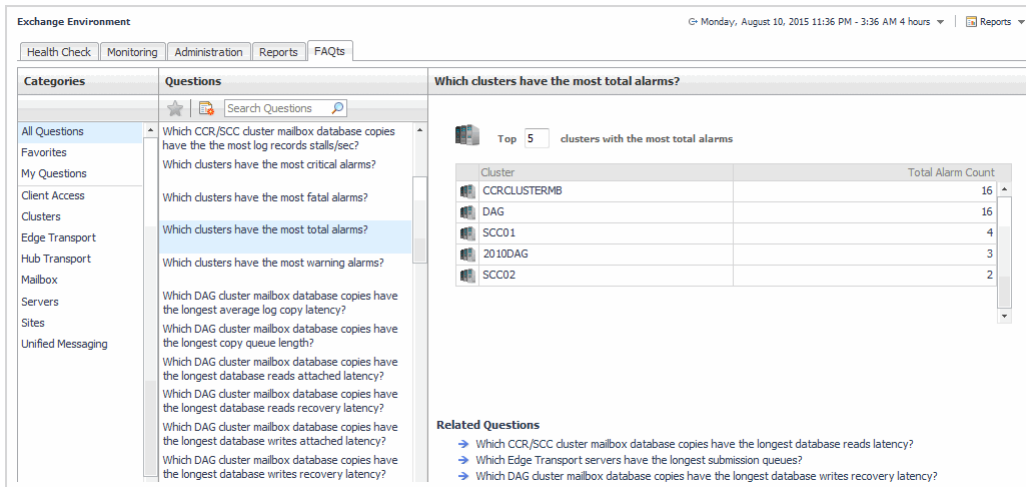 Exchange Environment
Monday, August 10, 2015 11:36 PM - 3:36 AM 4 hours
Reports
Health Check
Monitoring
Administration
Reports
FAQts
Categories
All Questions
Favorites
My Questions
Client Access
Clusters
Edge Transport
Hub Transport
Mailbox
Servers
Sites
Unified Messaging
Questions
Search Questions
Which CCR/SCC cluster mailbox database copies
have the the most log records stalls/sec?
Which clusters have the most critical alarms?
Which clusters have the most fatal alarms?
Which clusters have the most total alarms?
Which clusters have the most warning alarms?
Which DAG cluster mailbox database copies have
the longest average log copy latency?
Which DAG cluster mailbox database copies have
the longest copy queue length?
Which DAG cluster mailbox database copies have
the longest database reads attached latency?
Which DAG cluster mailbox database copies have
the longest database reads recovery latency?
Which DAG cluster mailbox database copies have
the longest database writes attached latency?
Which DAG cluster mailbox database copies have
the longest database writes recovery latency?
Which clusters have the most total alarms?
Top 5 clusters with the most total alarms
Cluster Total Alarm Count
CCRCLUSTERMB 16
DAG 16
SCC01 4
2010DAG 3
SCC02 2
Related Questions
Which CCR/SCC cluster mailbox database copies have the longest database reads latency?
Which Edge Transport servers have the longest submission queues?
Which DAG cluster mailbox database copies have the longest database writes recovery latency?